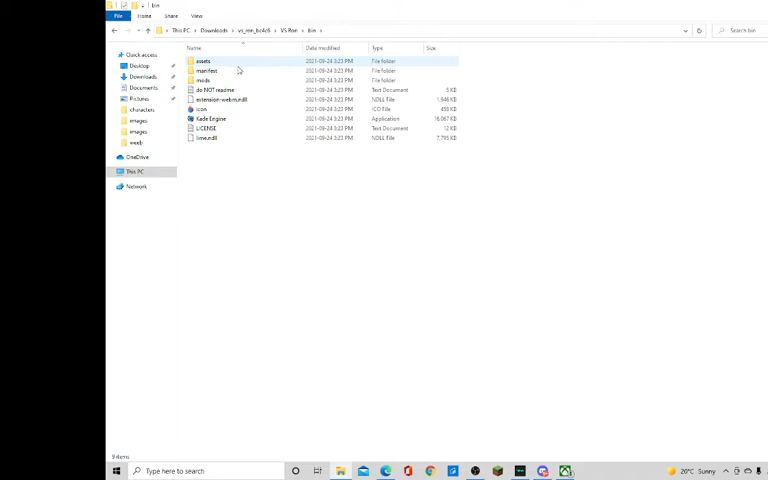 bin
File Home Share View
This PC Downloads vs_ron_bc4c6 VS Ron bin Search bin
Name Date modified Type Size
Quick access
Desktop
Downloads
Documents
Pictures
characters
images
images
weeb
OneDrive
This PC
Network
assets 2021-09-24 3:23 PM File folder
manifest 2021-09-24 3:23 PM File folder
mods 2021-09-24 3:23 PM File folder
do NOT readme 2021-09-24 3:23 PM Text Document 5 KB
extension-webm.ndll 2021-09-24 3:23 PM NDLL File 1,946 KB
icon 2021-09-24 3:23 PM ICO File 458 KB
Kade Engine 2021-09-24 3:23 PM Application 16,067 KB
LICENSE 2021-09-24 3:23 PM Text Document 12 KB
lime.ndll 2021-09-24 3:23 PM NDLL File 7,795 KB
9 items
Type here to search 20°C Sunny